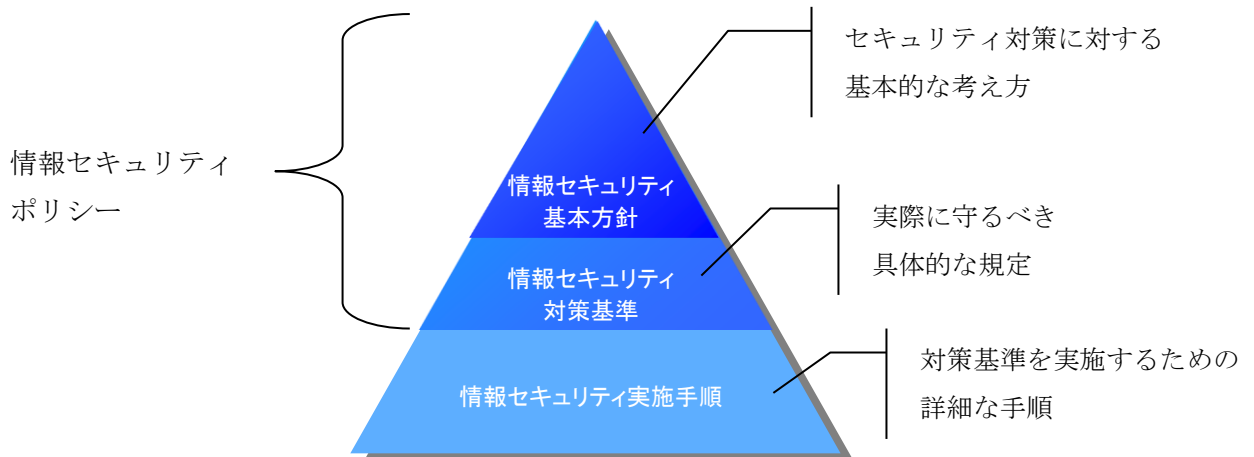 情報セキュリティ
ポリシー
情報セキュリティ
基本方針
セキュリティ対策に対する
基本的な考え方
情報セキュリティ
対策基準
実際に守るべき
具体的な規定
情報セキュリティ実施手順
対策基準を実施するための
詳細な手順